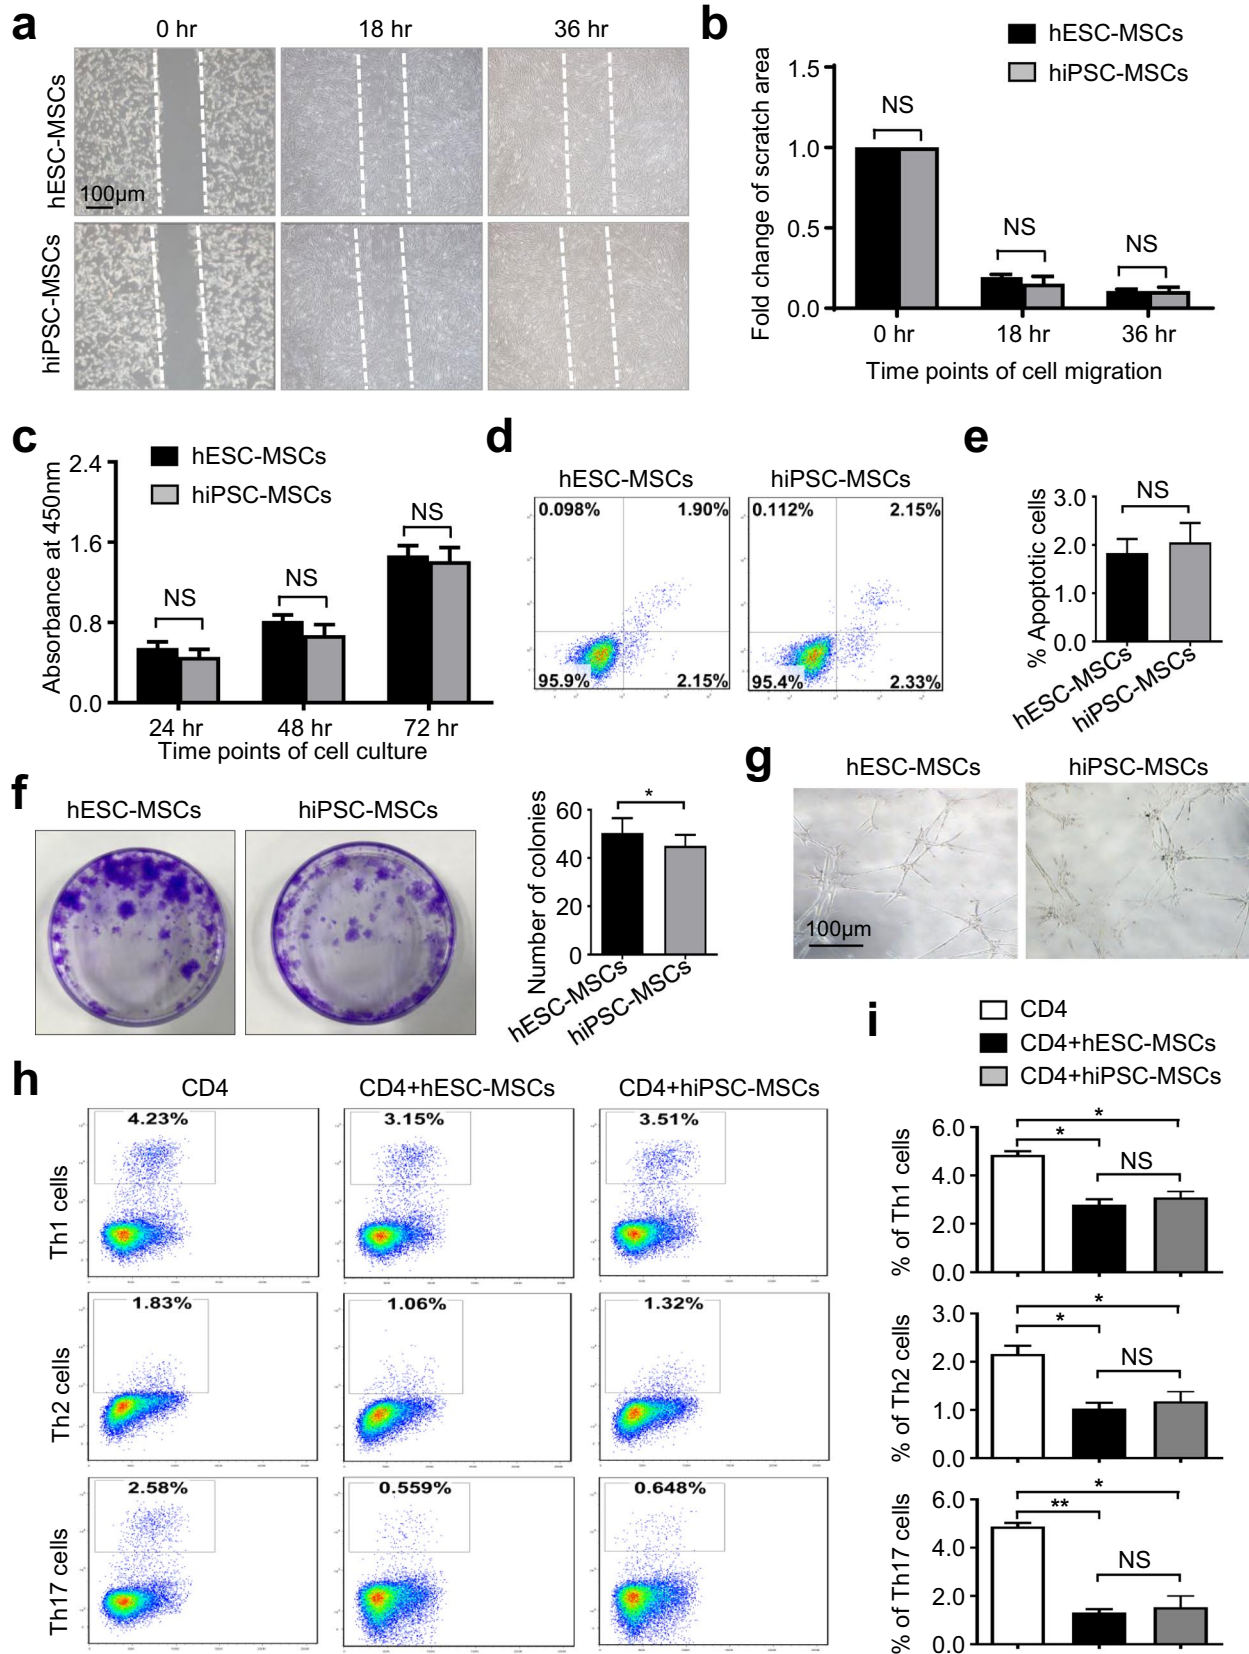 a
0 hr
18 hr
36 hr
hESC-MSCs
100µm
hiPSC-MSCs
b
hESC-MSCs
hiPSC-MSCs
Fold change of scratch area
1.5
1.0
0.5
0.0
NS
NS
NS
0 hr
18 hr
36 hr
Time points of cell migration
c
hESC-MSCs
hiPSC-MSCs
Absorbance at 450nm
2.4
1.6
0.8
0.0
NS
NS
NS
24 hr
48 hr
72 hr
Time points of cell culture
d
hESC-MSCs
hiPSC-MSCs
0.098%
1.90%
95.9%
2.15%
0.112%
2.15%
95.4%
2.33%
e
% Apoptotic cells
3.0
2.0
1.0
0.0
NS
hESC-MSCs
hiPSC-MSCs
f
hESC-MSCs
hiPSC-MSCs
Number of colonies
60
40
20
0
*
hESC-MSCs
hiPSC-MSCs
g
hESC-MSCs
hiPSC-MSCs
100µm
h
CD4
CD4+hESC-MSCs
CD4+hiPSC-MSCs
Th1 cells
4.23%
3.15%
3.51%
Th2 cells
1.83%
1.06%
1.32%
Th17 cells
2.58%
0.559%
0.648%
i
CD4
CD4+hESC-MSCs
CD4+hiPSC-MSCs
% of Th1 cells
6.0
4.0
2.0
0.0
*
*
NS
% of Th2 cells
3.0
2.0
1.0
0.0
*
*
NS
% of Th17 cells
6.0
4.0
2.0
0.0
*
**
NS